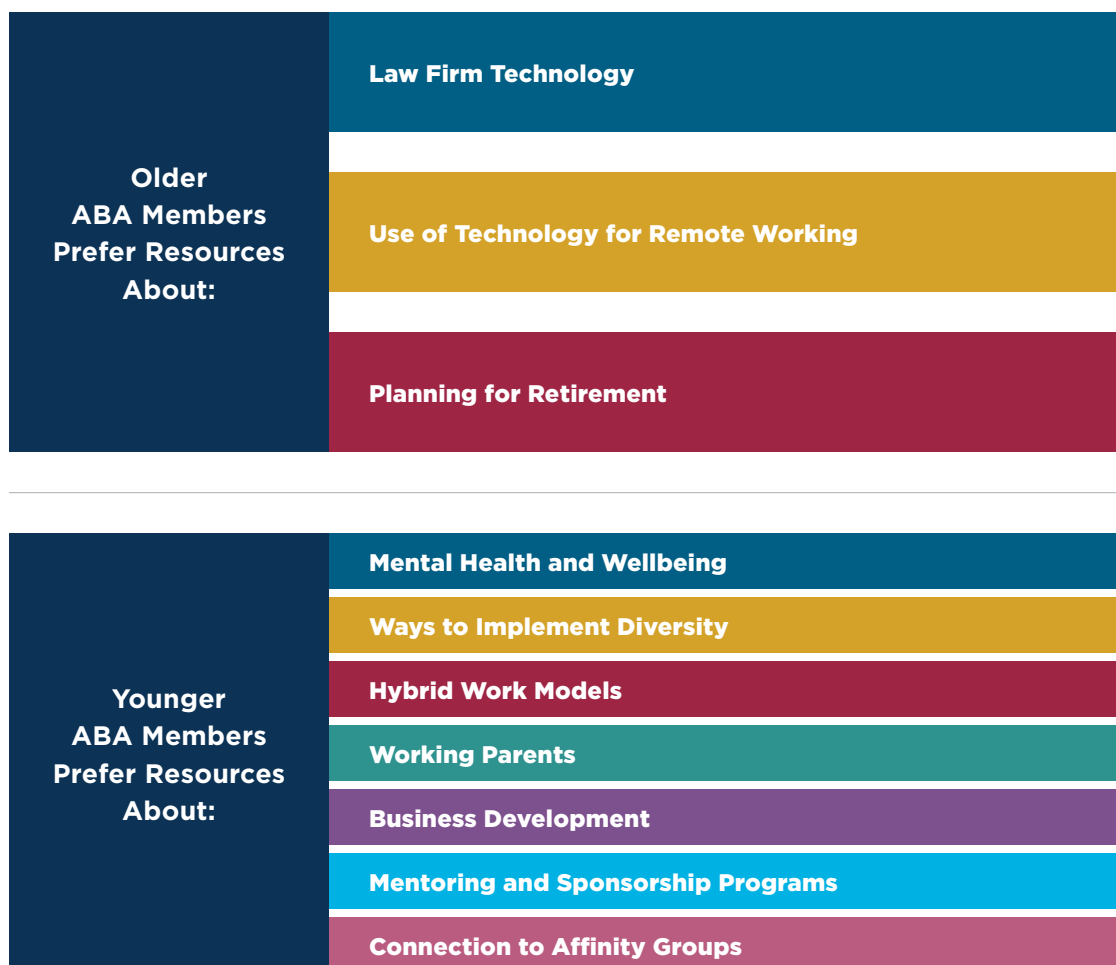 Older
ABA Members
Prefer Resources
About:
Law Firm Technology
Use of Technology for Remote Working
Planning for Retirement
Younger
ABA Members
Prefer Resources
About:
Mental Health and Wellbeing
Ways to Implement Diversity
Hybrid Work Models
Working Parents
Business Development
Mentoring and Sponsorship Programs
Connection to Affinity Groups